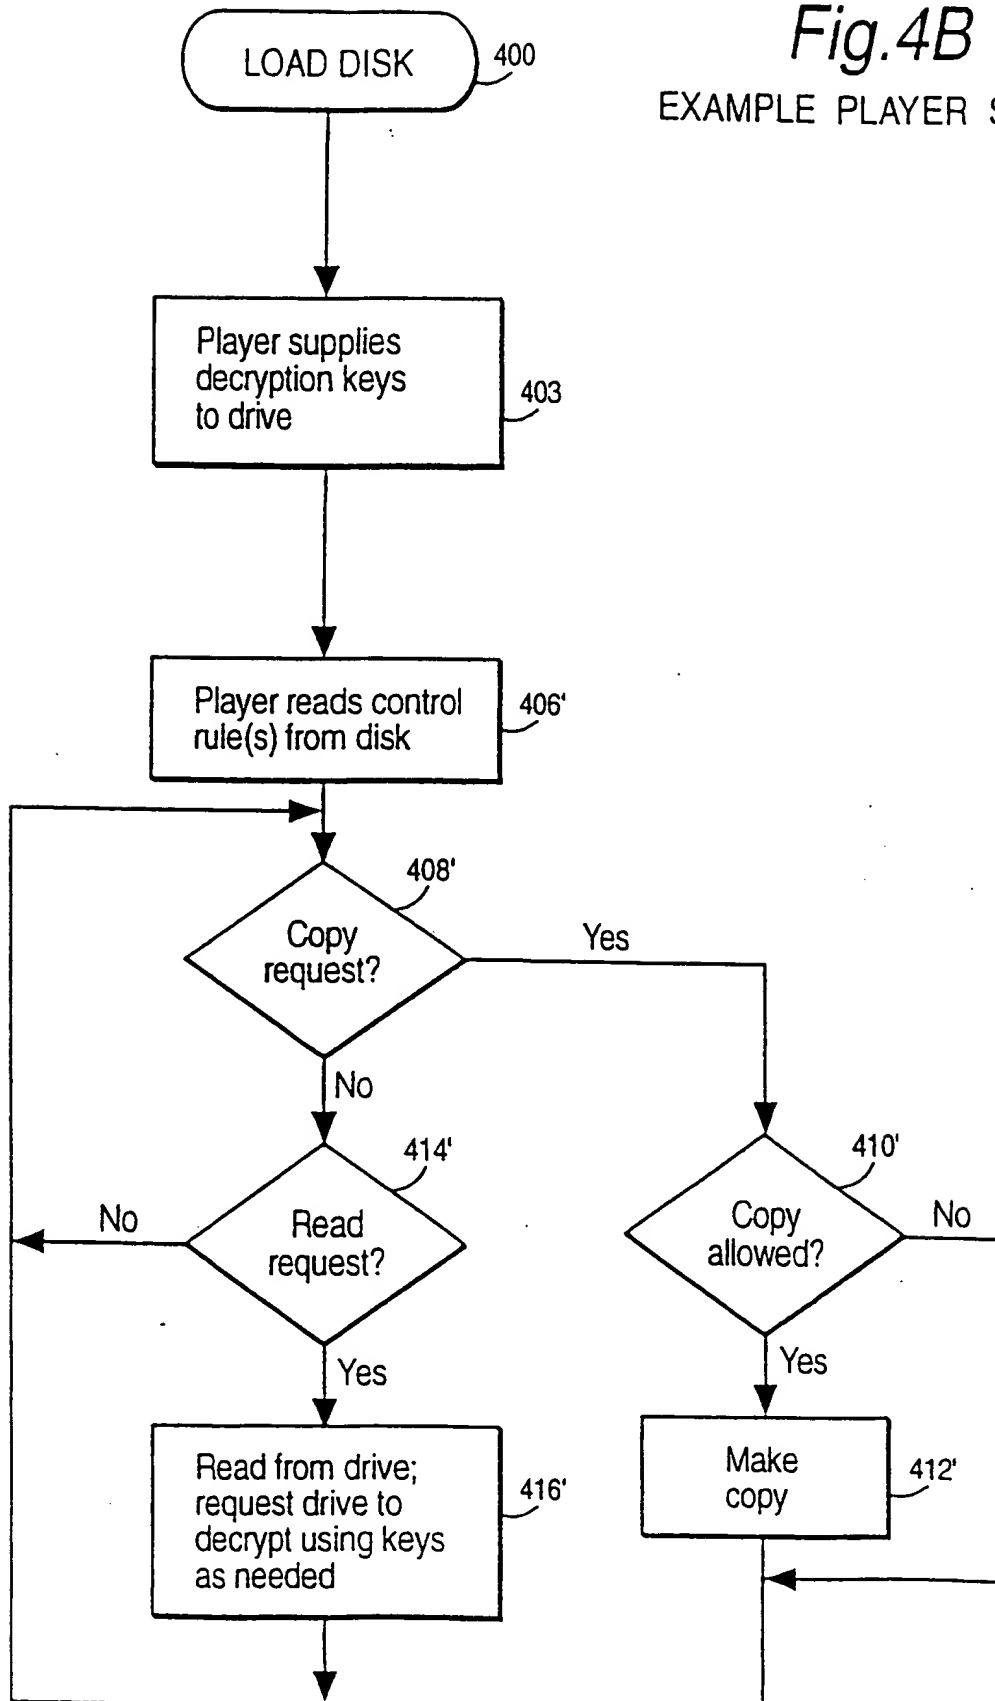 Fig.4B
EXAMPLE PLAYER
LOAD DISK
400
Player supplies
decryption keys
to drive
403
Player reads control
rule(s) from disk
406'
408'
Copy
request?
Yes
No
414'
Read
request?
No
Yes
410'
Copy
allowed?
No
Yes
Read from drive;
request drive to
decrypt using keys
as needed
416'
Make
copy
412'